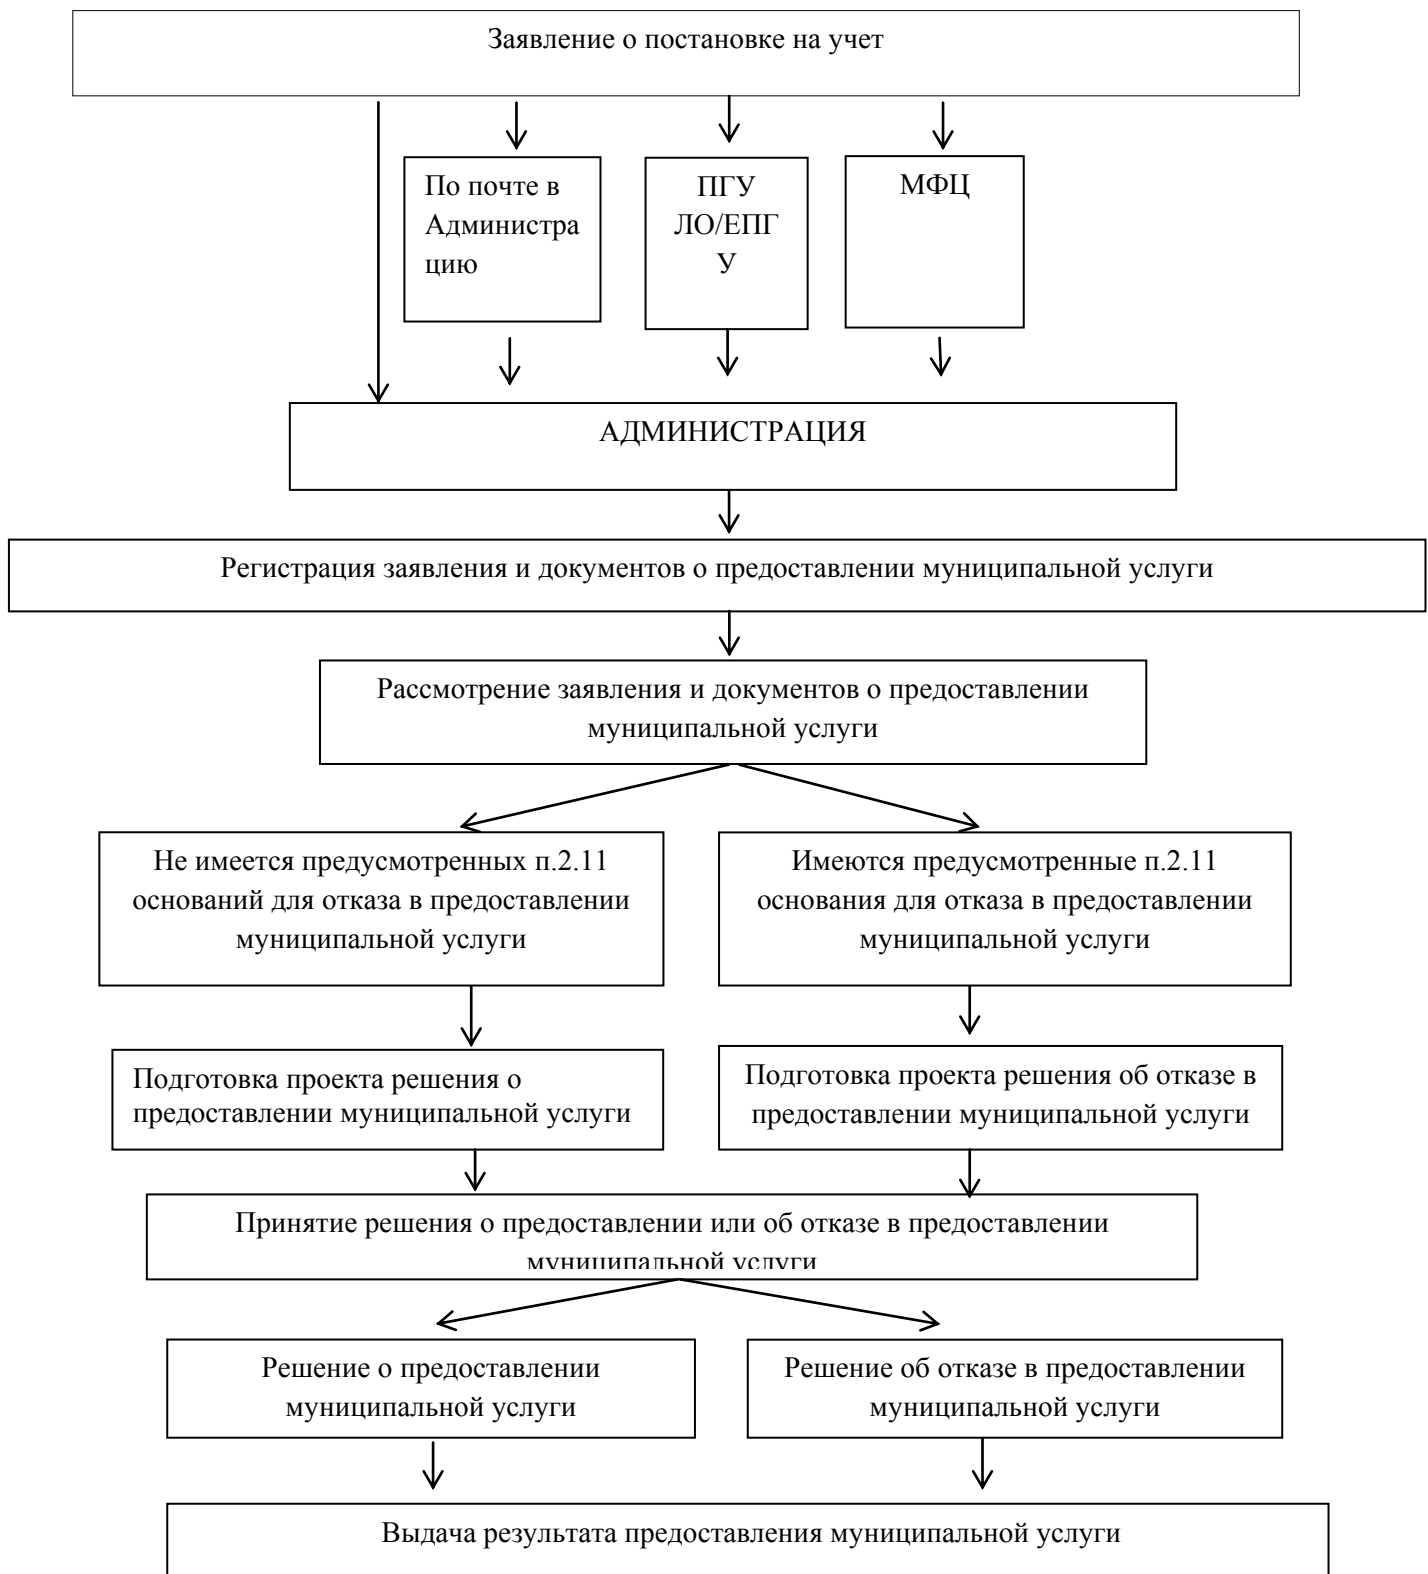 Заявление о постановке на учет
По почте в
Администра
цию
ПГУ
ЛО/ЕПГ
У
МФЦ
АДМИНИСТРАЦИЯ
Регистрация заявления и документов о предоставлении муниципальной услуги
Рассмотрение заявления и документов о предоставлении
муниципальной услуги
Не имеется предусмотренных п.2.11
оснований для отказа в предоставлении
муниципальной услуги
Имеются предусмотренные п.2.11
основания для отказа в предоставлении
муниципальной услуги
Подготовка проекта решения о
предоставлении муниципальной услуги
Подготовка проекта решения об отказе в
предоставлении муниципальной услуги
Принятие решения о предоставлении или об отказе в предоставлении
муниципальной услуги
Решение о предоставлении
муниципальной услуги
Решение об отказе в предоставлении
муниципальной услуги
Выдача результата предоставления муниципальной услуги